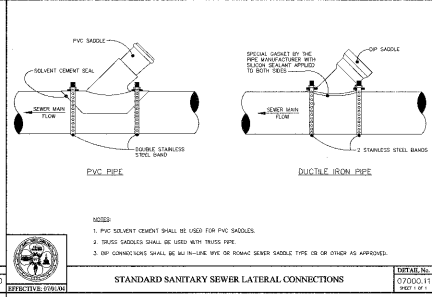 PVC SADDLE
SOLVENT CEMENT SEAL
SEWER MAIN
FLOW
DOUBLE STAINLESS
STEEL BAND
PVC PIPE
SPECIAL GASKET BY THE
PIPE MANUFACTURER WITH
SILICON SEALANT APPLIED
TO BOTH SIDES
DIP SADDLE
SEWER MAIN
FLOW
2 STAINLESS STEEL BANDS
DUCTILE IRON PIPE
NOTES:
1. PVC SOLVENT CEMENT SHALL BE USED FOR PVC SADDLES.
2. TRUSS SADDLES SHALL BE USED WITH TRUSS PIPE.
3. DIP CONNECTIONS SHALL BE MJ IN-LINE WYE OR ROMAC SEWER SADDLE TYPE CB OR OTHER AS APPROVED.
EFFECTIVE: 07/01/04
STANDARD SANITARY SEWER LATERAL CONNECTIONS
DETAIL No.
07000.11
SHEET 1 OF 1